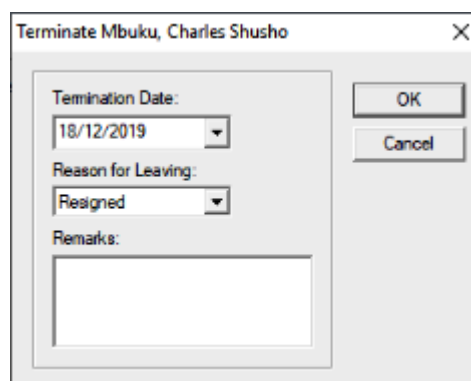 Terminate Mbuku, Charles Shusho
Termination Date:
18/12/2019
Reason for Leaving:
Resigned
Remarks:
OK
Cancel